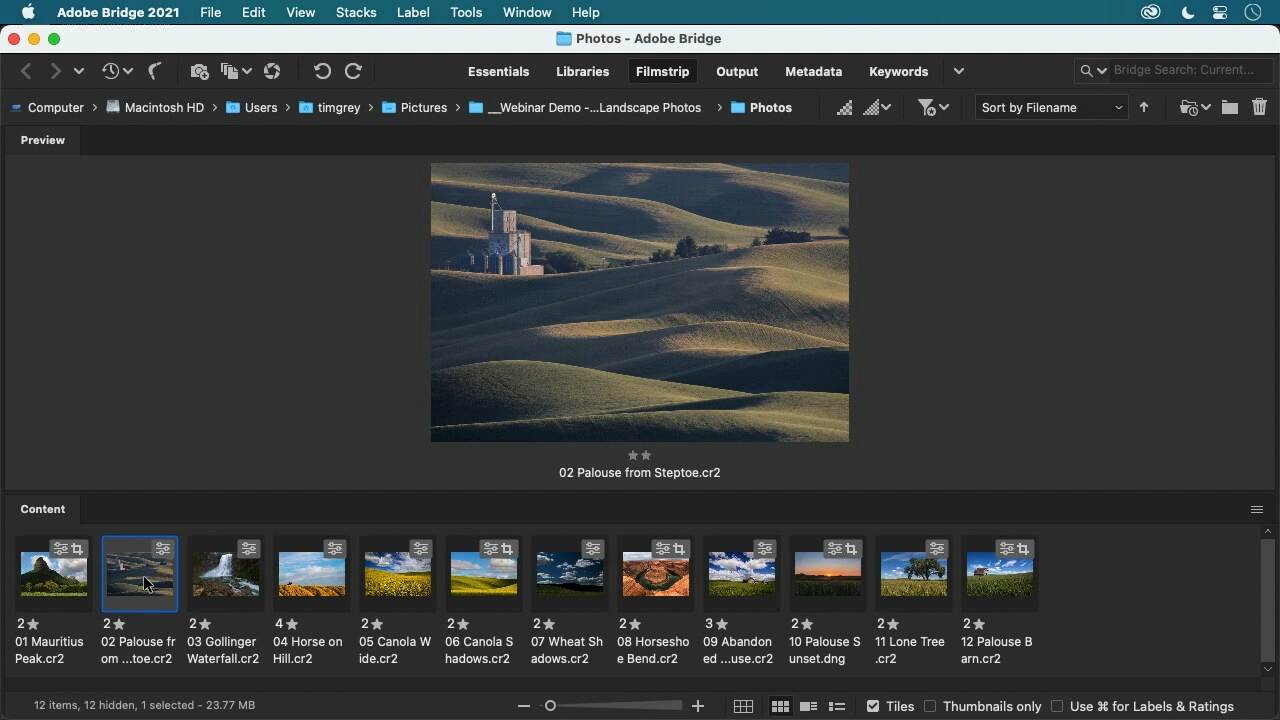 Adobe Bridge 2021 File Edit View Stacks Label Tools Window Help
Photos - Adobe Bridge
Essentials Libraries Filmstrip Output Metadata Keywords Bridge Search: Current...
Computer Macintosh HD Users timgrey Pictures __Webinar Demo -...Landscape Photos Photos Sort by Filename
Preview
02 Palouse from Steptoe.cr2
Content
2 2 2 4 2 2 2 2 3 2 2 2
01 Mauritius Peak.cr2
02 Palouse fr om ...toe.cr2
03 Gollinger Waterfall.cr2
04 Horse on Hill.cr2
05 Canola W ide.cr2
06 Canola S hadows.cr2
07 Wheat Sh adows.cr2
08 Horsesho e Bend.cr2
09 Abandon ed ...use.cr2
10 Palouse S unset.dng
11 Lone Tree .cr2
12 Palouse B arn.cr2
12 items, 12 hidden, 1 selected - 23.77 MB Tiles Thumbnails only Use ⌘ for Labels & Ratings